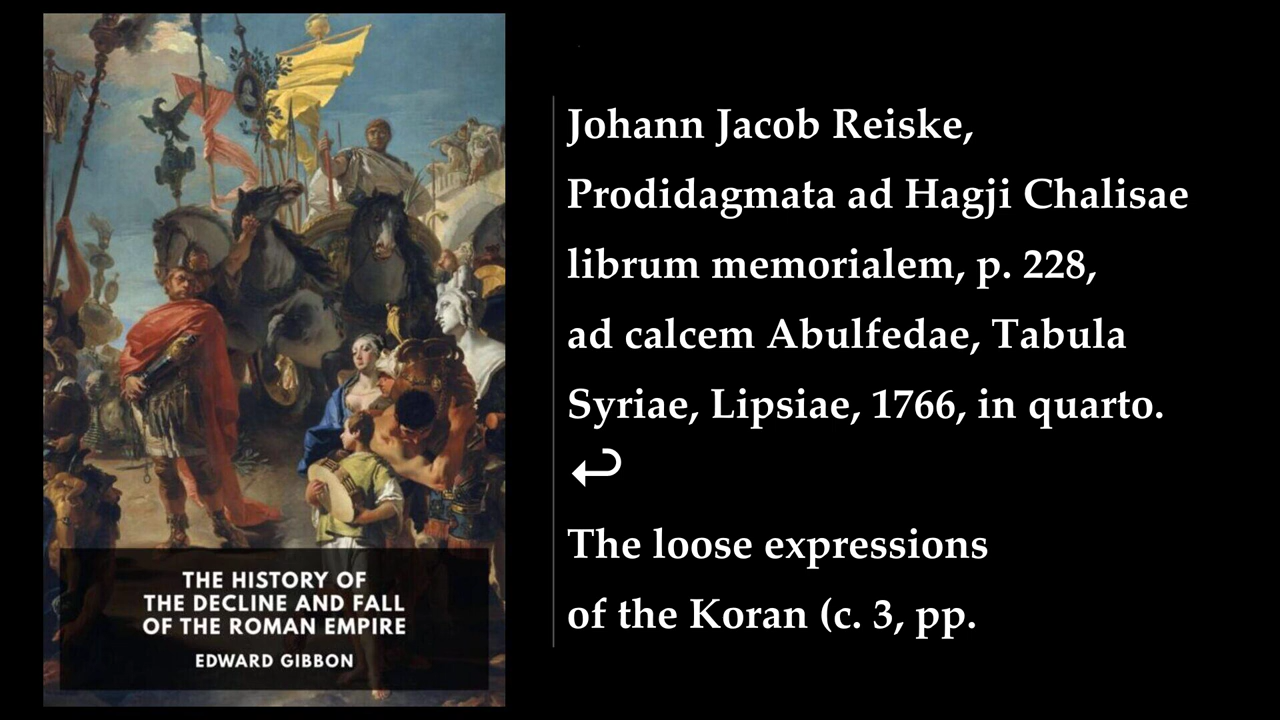 THE HISTORY OF
THE DECLINE AND FALL
OF THE ROMAN EMPIRE
EDWARD GIBBON
Johann Jacob Reiske,
Prodidagmata ad Hagji Chalisae
librum memorialem, p. 228,
ad calcem Abulfedae, Tabula
Syriae, Lipsiae, 1766, in quarto.
↩
The loose expressions
of the Koran (c. 3, pp.